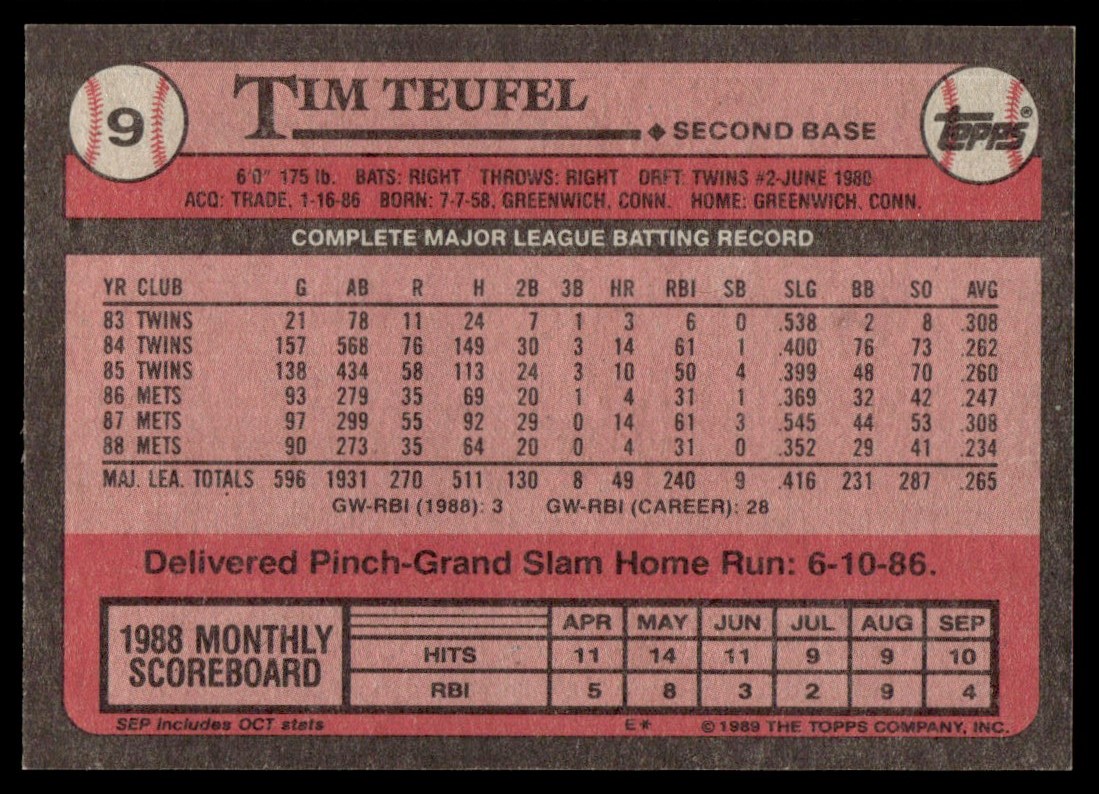 9
TIM TEUFEL
◆ SECOND BASE
TOPPS®
6'0" 175 lb. BATS: RIGHT THROWS: RIGHT DRFT: TWINS #2-JUNE 1980
ACQ: TRADE, 1-16-86 BORN: 7-7-58, GREENWICH, CONN. HOME: GREENWICH, CONN.
COMPLETE MAJOR LEAGUE BATTING RECORD
YR CLUB G AB R H 2B 3B HR RBI SB SLG BB SO AVG
83 TWINS 21 78 11 24 7 1 3 6 0 .538 2 8 .308
84 TWINS 157 568 76 149 30 3 14 61 1 .400 76 73 .262
85 TWINS 138 434 58 113 24 3 10 50 4 .399 48 70 .260
86 METS 93 279 35 69 20 1 4 31 1 .369 32 42 .247
87 METS 97 299 55 92 29 0 14 61 3 .545 44 53 .308
88 METS 90 273 35 64 20 0 4 31 0 .352 29 41 .234
MAJ. LEA. TOTALS 596 1931 270 511 130 8 49 240 9 .416 231 287 .265
GW-RBI (1988): 3 GW-RBI (CAREER): 28
Delivered Pinch-Grand Slam Home Run: 6-10-86.
1988 MONTHLY SCOREBOARD
APR MAY JUN JUL AUG SEP
HITS 11 14 11 9 9 10
RBI 5 8 3 2 9 4
SEP includes OCT stats E* © 1989 THE TOPPS COMPANY, INC.